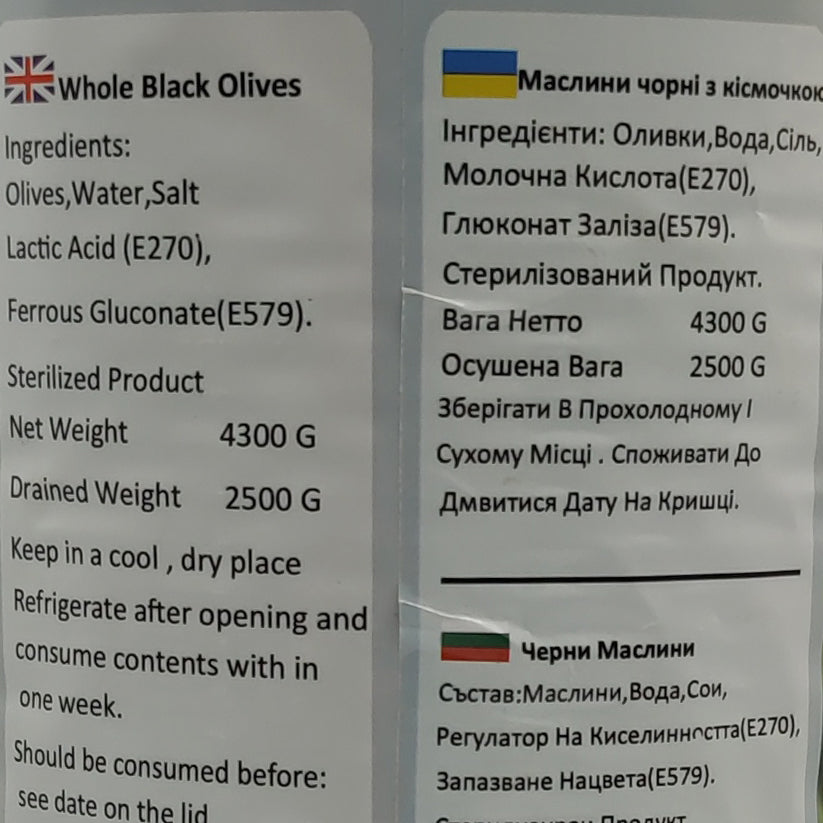 Whole Black Olives
Ingredients:
Olives,Water,Salt
Lactic Acid (E270),
Ferrous Gluconate(E579).
Sterilized Product
Net Weight 4300 G
Drained Weight 2500 G
Keep in a cool , dry place
Refrigerate after opening and
consume contents with in
one week.
Should be consumed before:
see date on the lid
Маслини чорні з кісмочкою
Інгредієнти: Оливки,Вода,Сіль,
Молочна Кислота(E270),
Глюконат Заліза(E579).
Стерилізований Продукт.
Вага Нетто 4300 G
Осушена Вага 2500 G
Зберігати В Прохолодному І
Сухому Місці . Споживати До
Дмвитися Дату На Кришці.
Черни Маслини
Състав:Маслини,Вода,Сои,
Регулатор На Киселинността(E270),
Запазване Нацвета(E579).